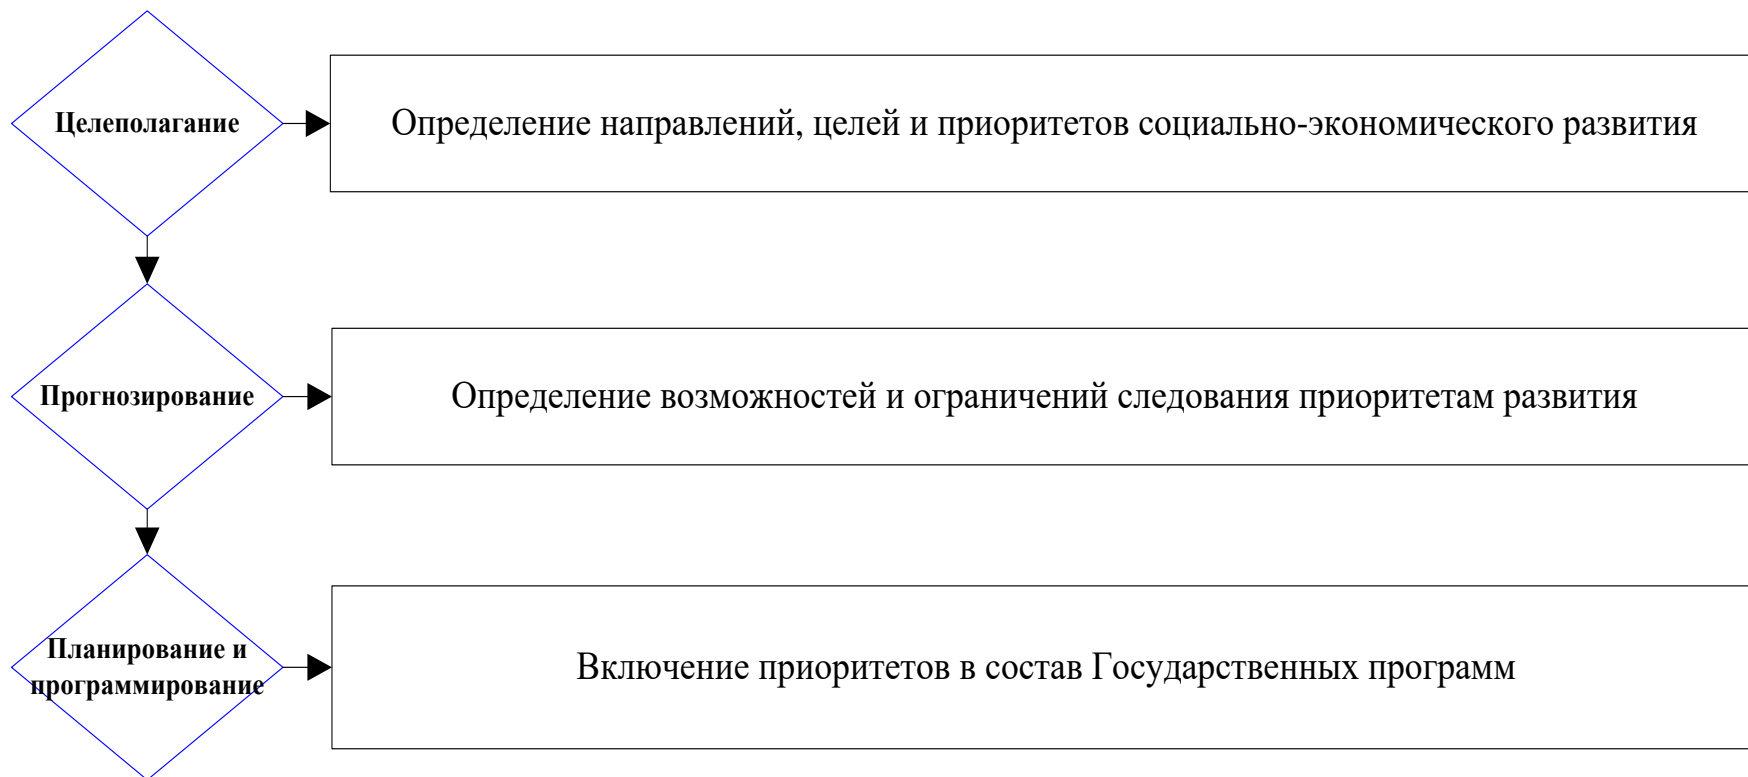 Целеполагание
Определение направлений, целей и приоритетов социально-экономического развития
Прогнозирование
Определение возможностей и ограничений следования приоритетам развития
Планирование и
программирование
Включение приоритетов в состав Государственных программ